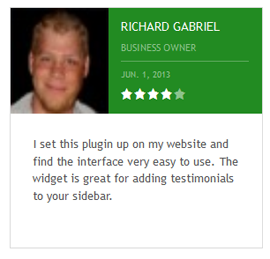 RICHARD GABRIEL
BUSINESS OWNER
JUN. 1, 2013
I set this plugin up on my website and
find the interface very easy to use. The
widget is great for adding testimonials
to your sidebar.